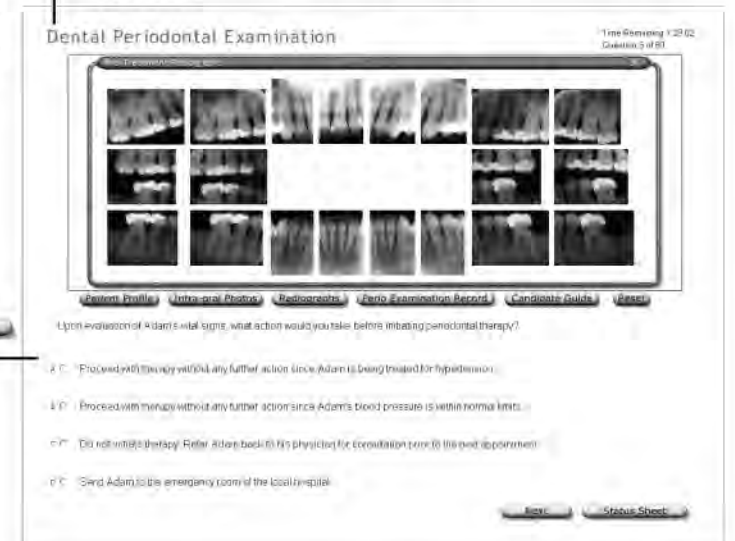 Dental Periodontal Examination
Time Remaining 1:29:02
Question 5 of 80
Patient Profile Intra-oral Photos Radiographs Perio Examination Record Candidate Guide Reset
Upon evaluation of Adam's vital signs, what action would you take before initiating periodontal therapy?
Proceed with therapy without any further action since Adam is being treated for hypertension.
Proceed with therapy without any further action since Adam's blood pressure is within normal limits.
Do not initiate therapy. Refer Adam back to his physician for consultation prior to the next appointment.
Send Adam to the emergency room of the local hospital.
Next Status Sheet